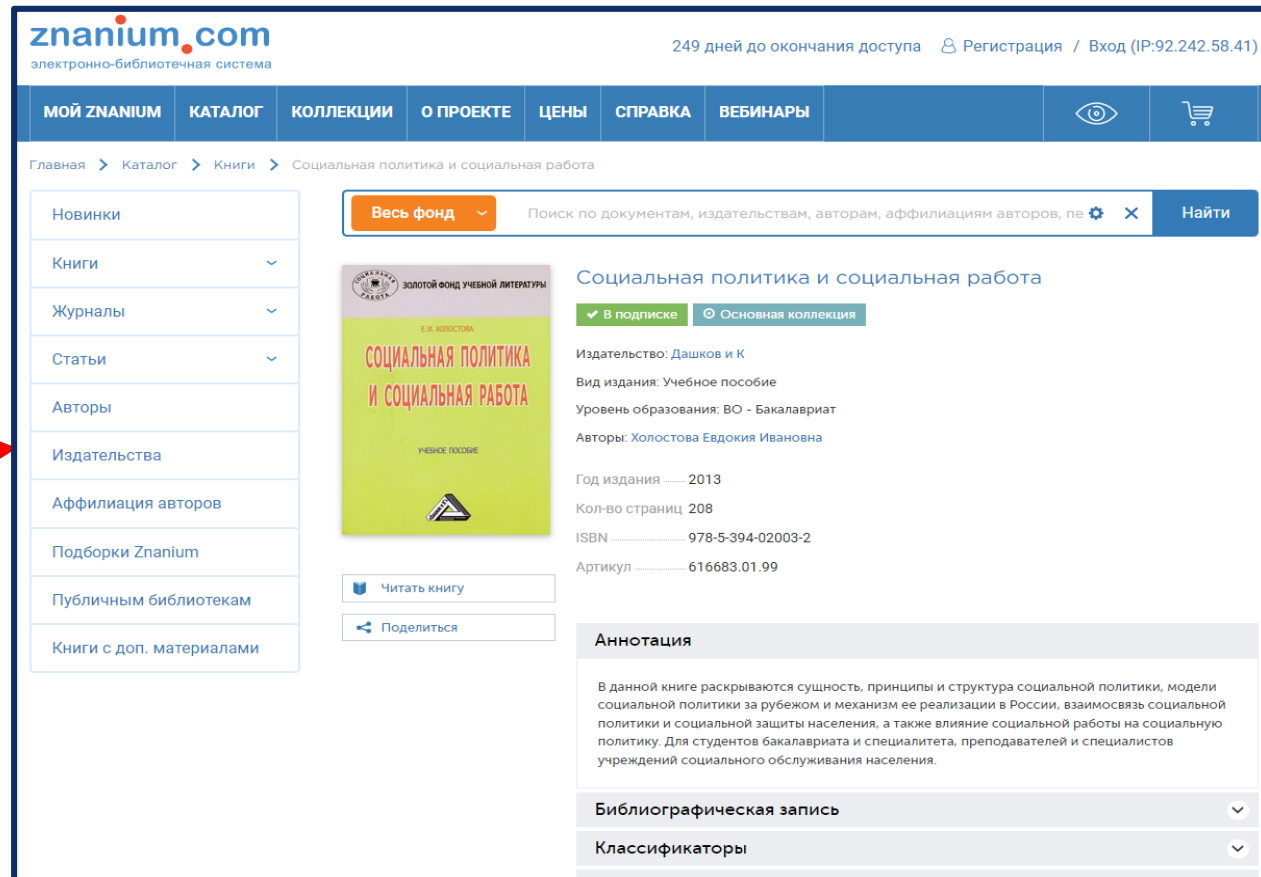 znanium.com
электронно-библиотечная система
249 дней до окончания доступа Регистрация / Вход (IP:92.242.58.41)
МОЙ ZNANIUM КАТАЛОГ КОЛЛЕКЦИИ О ПРОЕКТЕ ЦЕНЫ СПРАВКА ВЕБИНАРЫ
Главная > Каталог > Книги > Социальная политика и социальная работа
Новинки
Книги
Журналы
Статьи
Авторы
Издательства
Аффилиация авторов
Подборки Znanium
Публичным библиотекам
Книги с доп. материалами
Весь фонд
Поиск по документам, издательствам, авторам, аффилиациям авторов, пе
Найти
СОЦИАЛЬНАЯ РАБОТА
ЗОЛОТОЙ ФОНД УЧЕБНОЙ ЛИТЕРАТУРЫ
Е.И. ХОЛОСТОВА
СОЦИАЛЬНАЯ ПОЛИТИКА
И СОЦИАЛЬНАЯ РАБОТА
УЧЕБНОЕ ПОСОБИЕ
Читать книгу
Поделиться
Социальная политика и социальная работа
В подписке Основная коллекция
Издательство: Дашков и К
Вид издания: Учебное пособие
Уровень образования: ВО - Бакалавриат
Авторы: Холостова Евдокия Ивановна
Год издания 2013
Кол-во страниц 208
ISBN 978-5-394-02003-2
Артикул 616683.01.99
Аннотация
В данной книге раскрываются сущность, принципы и структура социальной политики, модели
социальной политики за рубежом и механизм ее реализации в России, взаимосвязь социальной
политики и социальной защиты населения, а также влияние социальной работы на социальную
политику. Для студентов бакалавриата и специалитета, преподавателей и специалистов
учреждений социального обслуживания населения.
Библиографическая запись
Классификаторы